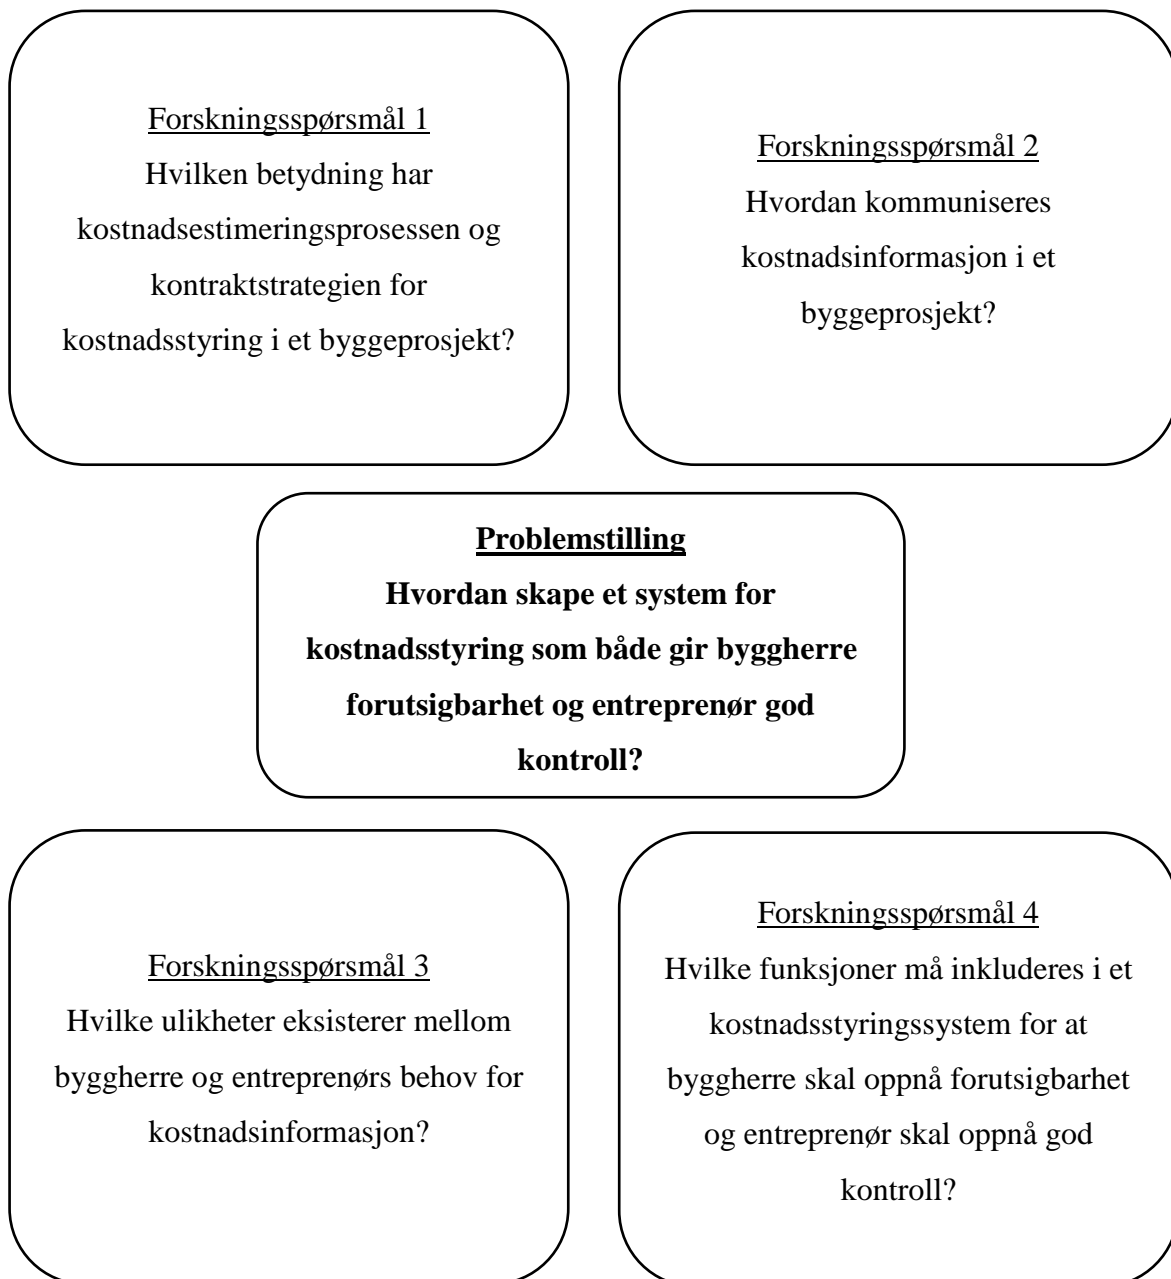 Forskningsspørsmål 1
Hvilken betydning har
kostnadsestimeringsprosessen og
kontraktstrategien for
kostnadsstyring i et byggeprosjekt?
Forskningsspørsmål 2
Hvordan kommuniseres
kostnadsinformasjon i et
byggeprosjekt?
Problemstilling
Hvordan skape et system for
kostnadsstyring som både gir byggherre
forutsigbarhet og entreprenør god
kontroll?
Forskningsspørsmål 3
Hvilke ulikheter eksisterer mellom
byggherre og entreprenørs behov for
kostnadsinformasjon?
Forskningsspørsmål 4
Hvilke funksjoner må inkluderes i et
kostnadsstyringssystem for at
byggherre skal oppnå forutsigbarhet
og entreprenør skal oppnå god
kontroll?